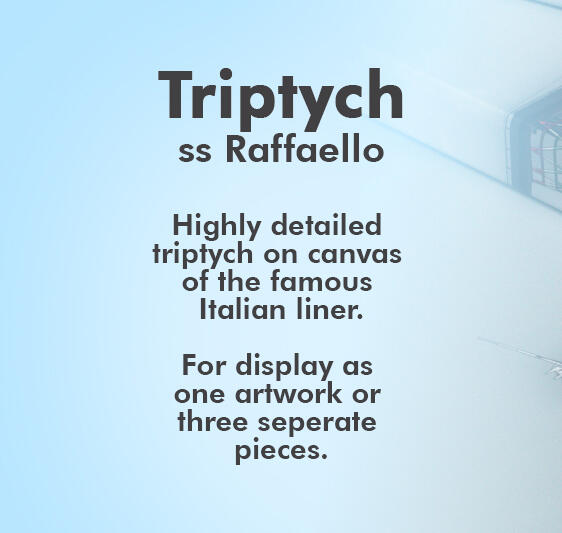 Triptych
ss Raffaello
Highly detailed
triptych on canvas
of the famous
Italian liner.
For display as
one artwork or
three seperate
pieces.